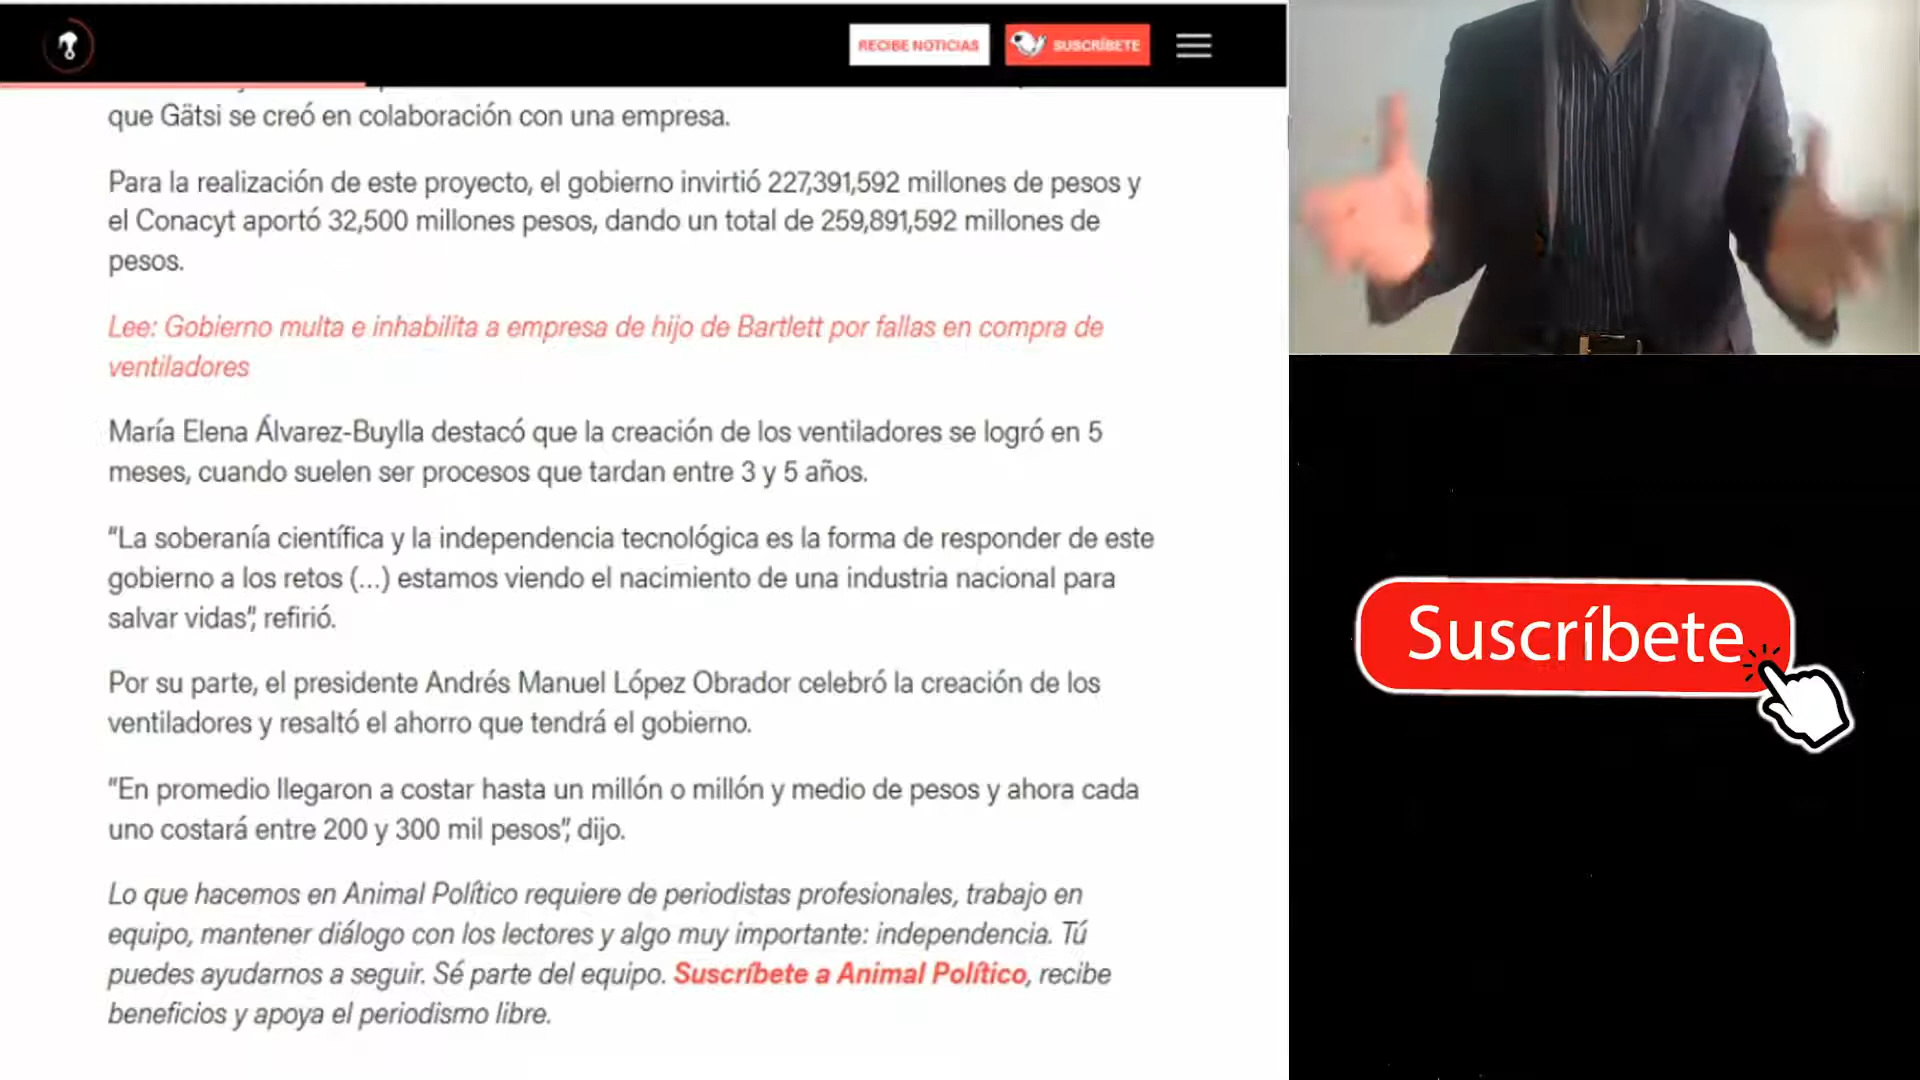 RECIBE NOTICIAS
SUSCRÍBETE
que Gätsi se creó en colaboración con una empresa.
Para la realización de este proyecto, el gobierno invirtió 227,391,592 millones de pesos y
el Conacyt aportó 32,500 millones pesos, dando un total de 259,891,592 millones de
pesos.
Lee: Gobierno multa e inhabilita a empresa de hijo de Bartlett por fallas en compra de
ventiladores
María Elena Álvarez-Buylla destacó que la creación de los ventiladores se logró en 5
meses, cuando suelen ser procesos que tardan entre 3 y 5 años.
“La soberanía científica y la independencia tecnológica es la forma de responder de este
gobierno a los retos (...) estamos viendo el nacimiento de una industria nacional para
salvar vidas”, refirió.
Por su parte, el presidente Andrés Manuel López Obrador celebró la creación de los
ventiladores y resaltó el ahorro que tendrá el gobierno.
“En promedio llegaron a costar hasta un millón o millón y medio de pesos y ahora cada
uno costará entre 200 y 300 mil pesos”, dijo.
Lo que hacemos en Animal Político requiere de periodistas profesionales, trabajo en
equipo, mantener diálogo con los lectores y algo muy importante: independencia. Tú
puedes ayudarnos a seguir. Sé parte del equipo. Suscríbete a Animal Político, recibe
beneficios y apoya el periodismo libre.
Suscríbete